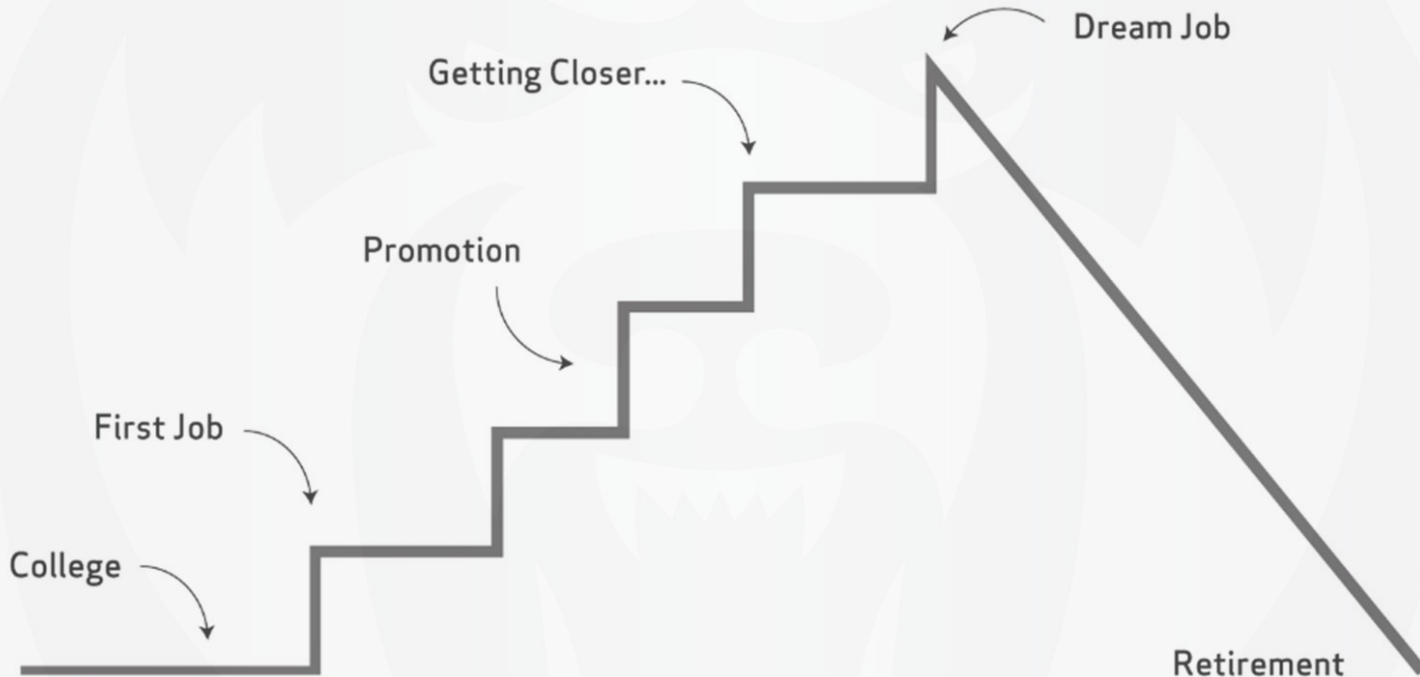 Dream Job
Getting Closer...
Promotion
First Job
College
Retirement